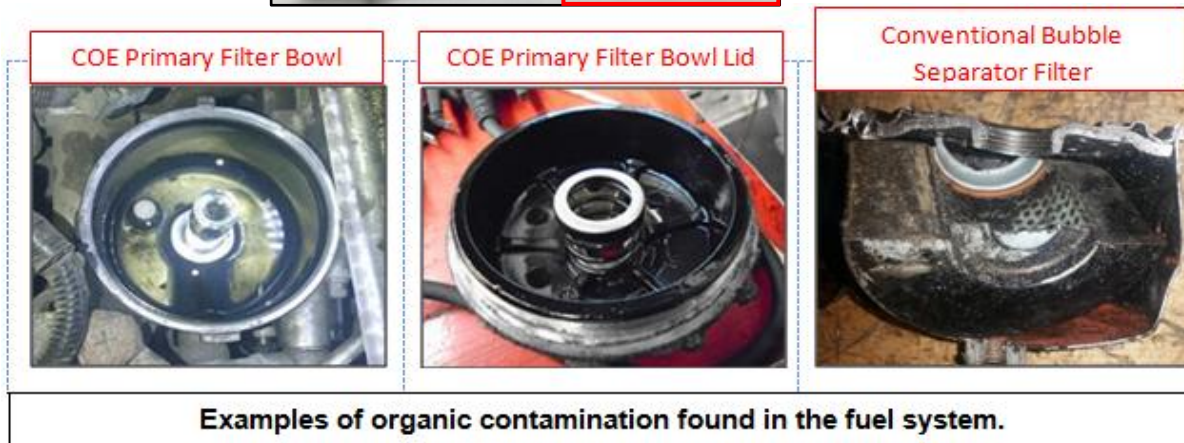 COE Primary Filter Bowl
COE Primary Filter Bowl Lid
Conventional Bubble
Separator Filter
Examples of organic contamination found in the fuel system.